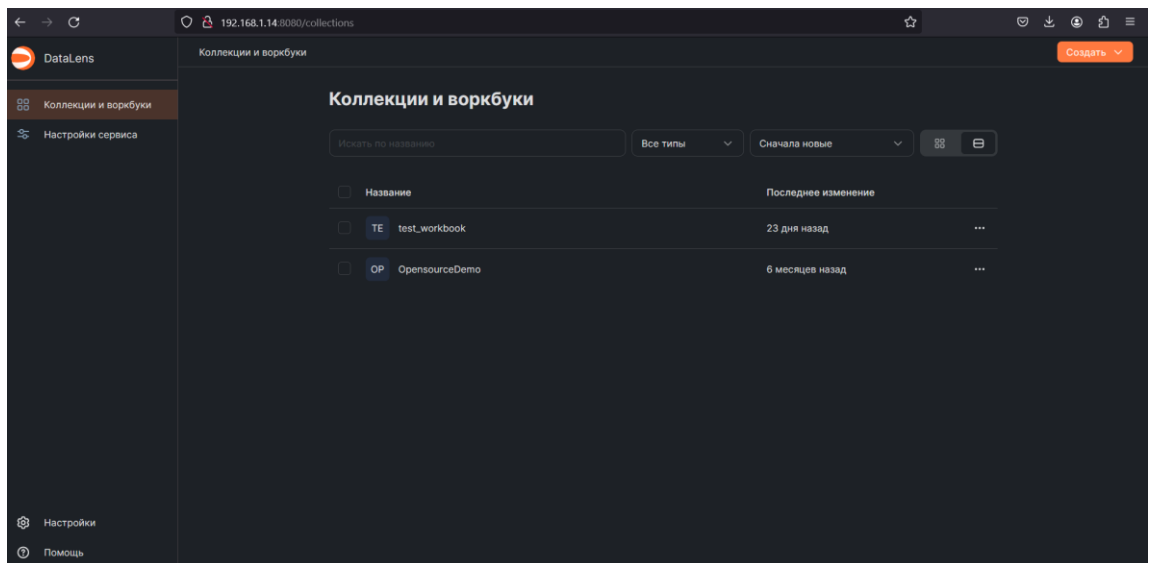 192.168.1.14:8080/collections
DataLens
Коллекции и воркбуки
Создать
Коллекции и воркбуки
Настройки сервиса
Коллекции и воркбуки
Искать по названию
Все типы
Сначала новые
Название
Последнее изменение
TE test_workbook
23 дня назад
OP OpensourceDemo
6 месяцев назад
Настройки
Помощь